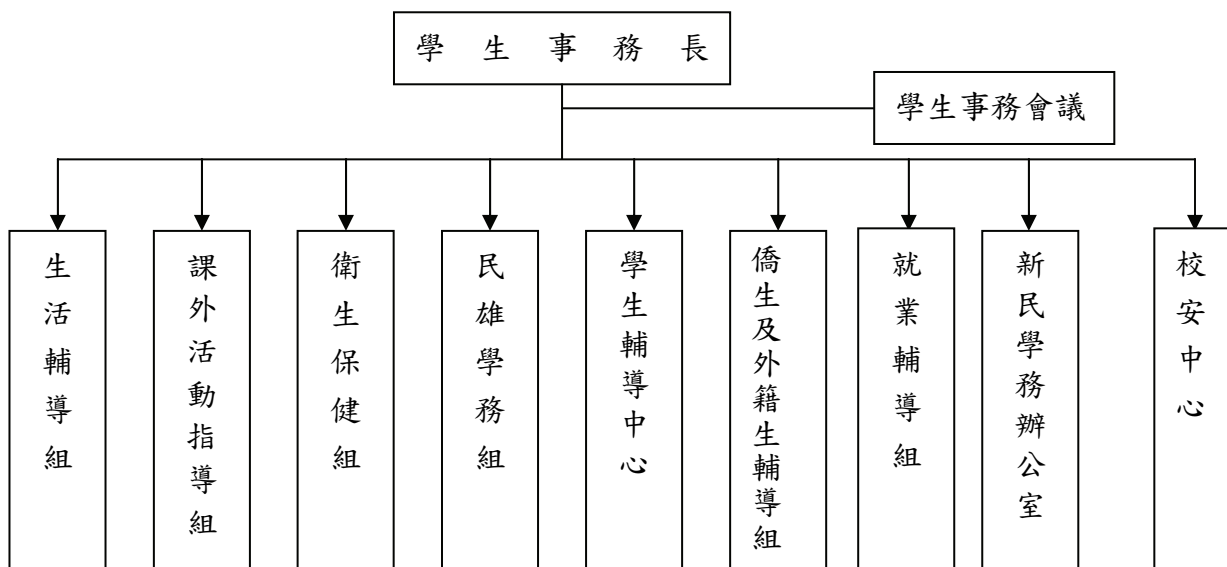 學生事務長
學生事務會議
生活輔導組
課外活動指導組
衛生保健組
民雄學務組
學生輔導中心
僑生及外籍生輔導組
就業輔導組
新民學務辦公室
校安中心